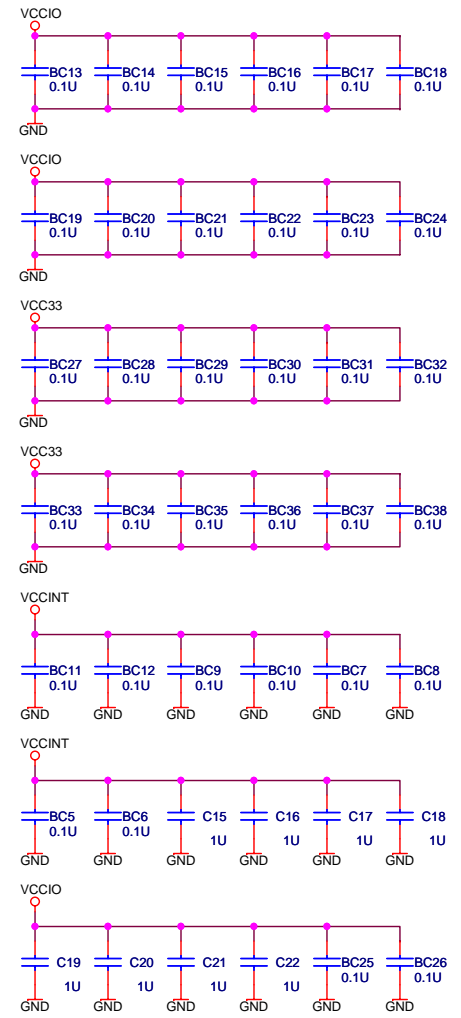 VCCIO
BC13 BC14 BC15 BC16 BC17 BC18
0.1U 0.1U 0.1U 0.1U 0.1U 0.1U
GND
VCCIO
BC19 BC20 BC21 BC22 BC23 BC24
0.1U 0.1U 0.1U 0.1U 0.1U 0.1U
GND
VCC33
BC27 BC28 BC29 BC30 BC31 BC32
0.1U 0.1U 0.1U 0.1U 0.1U 0.1U
GND
VCC33
BC33 BC34 BC35 BC36 BC37 BC38
0.1U 0.1U 0.1U 0.1U 0.1U 0.1U
GND
VCCINT
BC11 BC12 BC9 BC10 BC7 BC8
0.1U 0.1U 0.1U 0.1U 0.1U 0.1U
GND GND GND GND GND GND
VCCINT
BC5 BC6 C15 C16 C17 C18
0.1U 0.1U 1U 1U 1U 1U
GND GND GND GND GND GND
VCCIO
C19 C20 C21 C22 BC25 BC26
1U 1U 1U 1U 0.1U 0.1U
GND GND GND GND GND GND